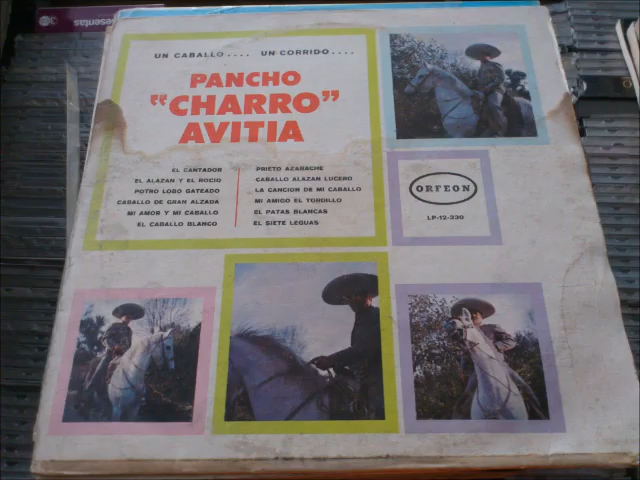 resentas
UN CABALLO.... UN CORRIDO....
PANCHO
"CHARRO"
AVITIA
EL CANTADOR
EL ALAZAN Y EL ROCIO
POTRO LOBO GATEADO
CABALLO DE GRAN ALZADA
MI AMOR Y MI CABALLO
EL CABALLO BLANCO
PRIETO AZABACHE
CABALLO ALAZAN LUCERO
LA CANCION DE MI CABALLO
MI AMIGO EL TORDILLO
EL PATAS BLANCAS
EL SIETE LEGUAS
ORFEON
LP-12-330